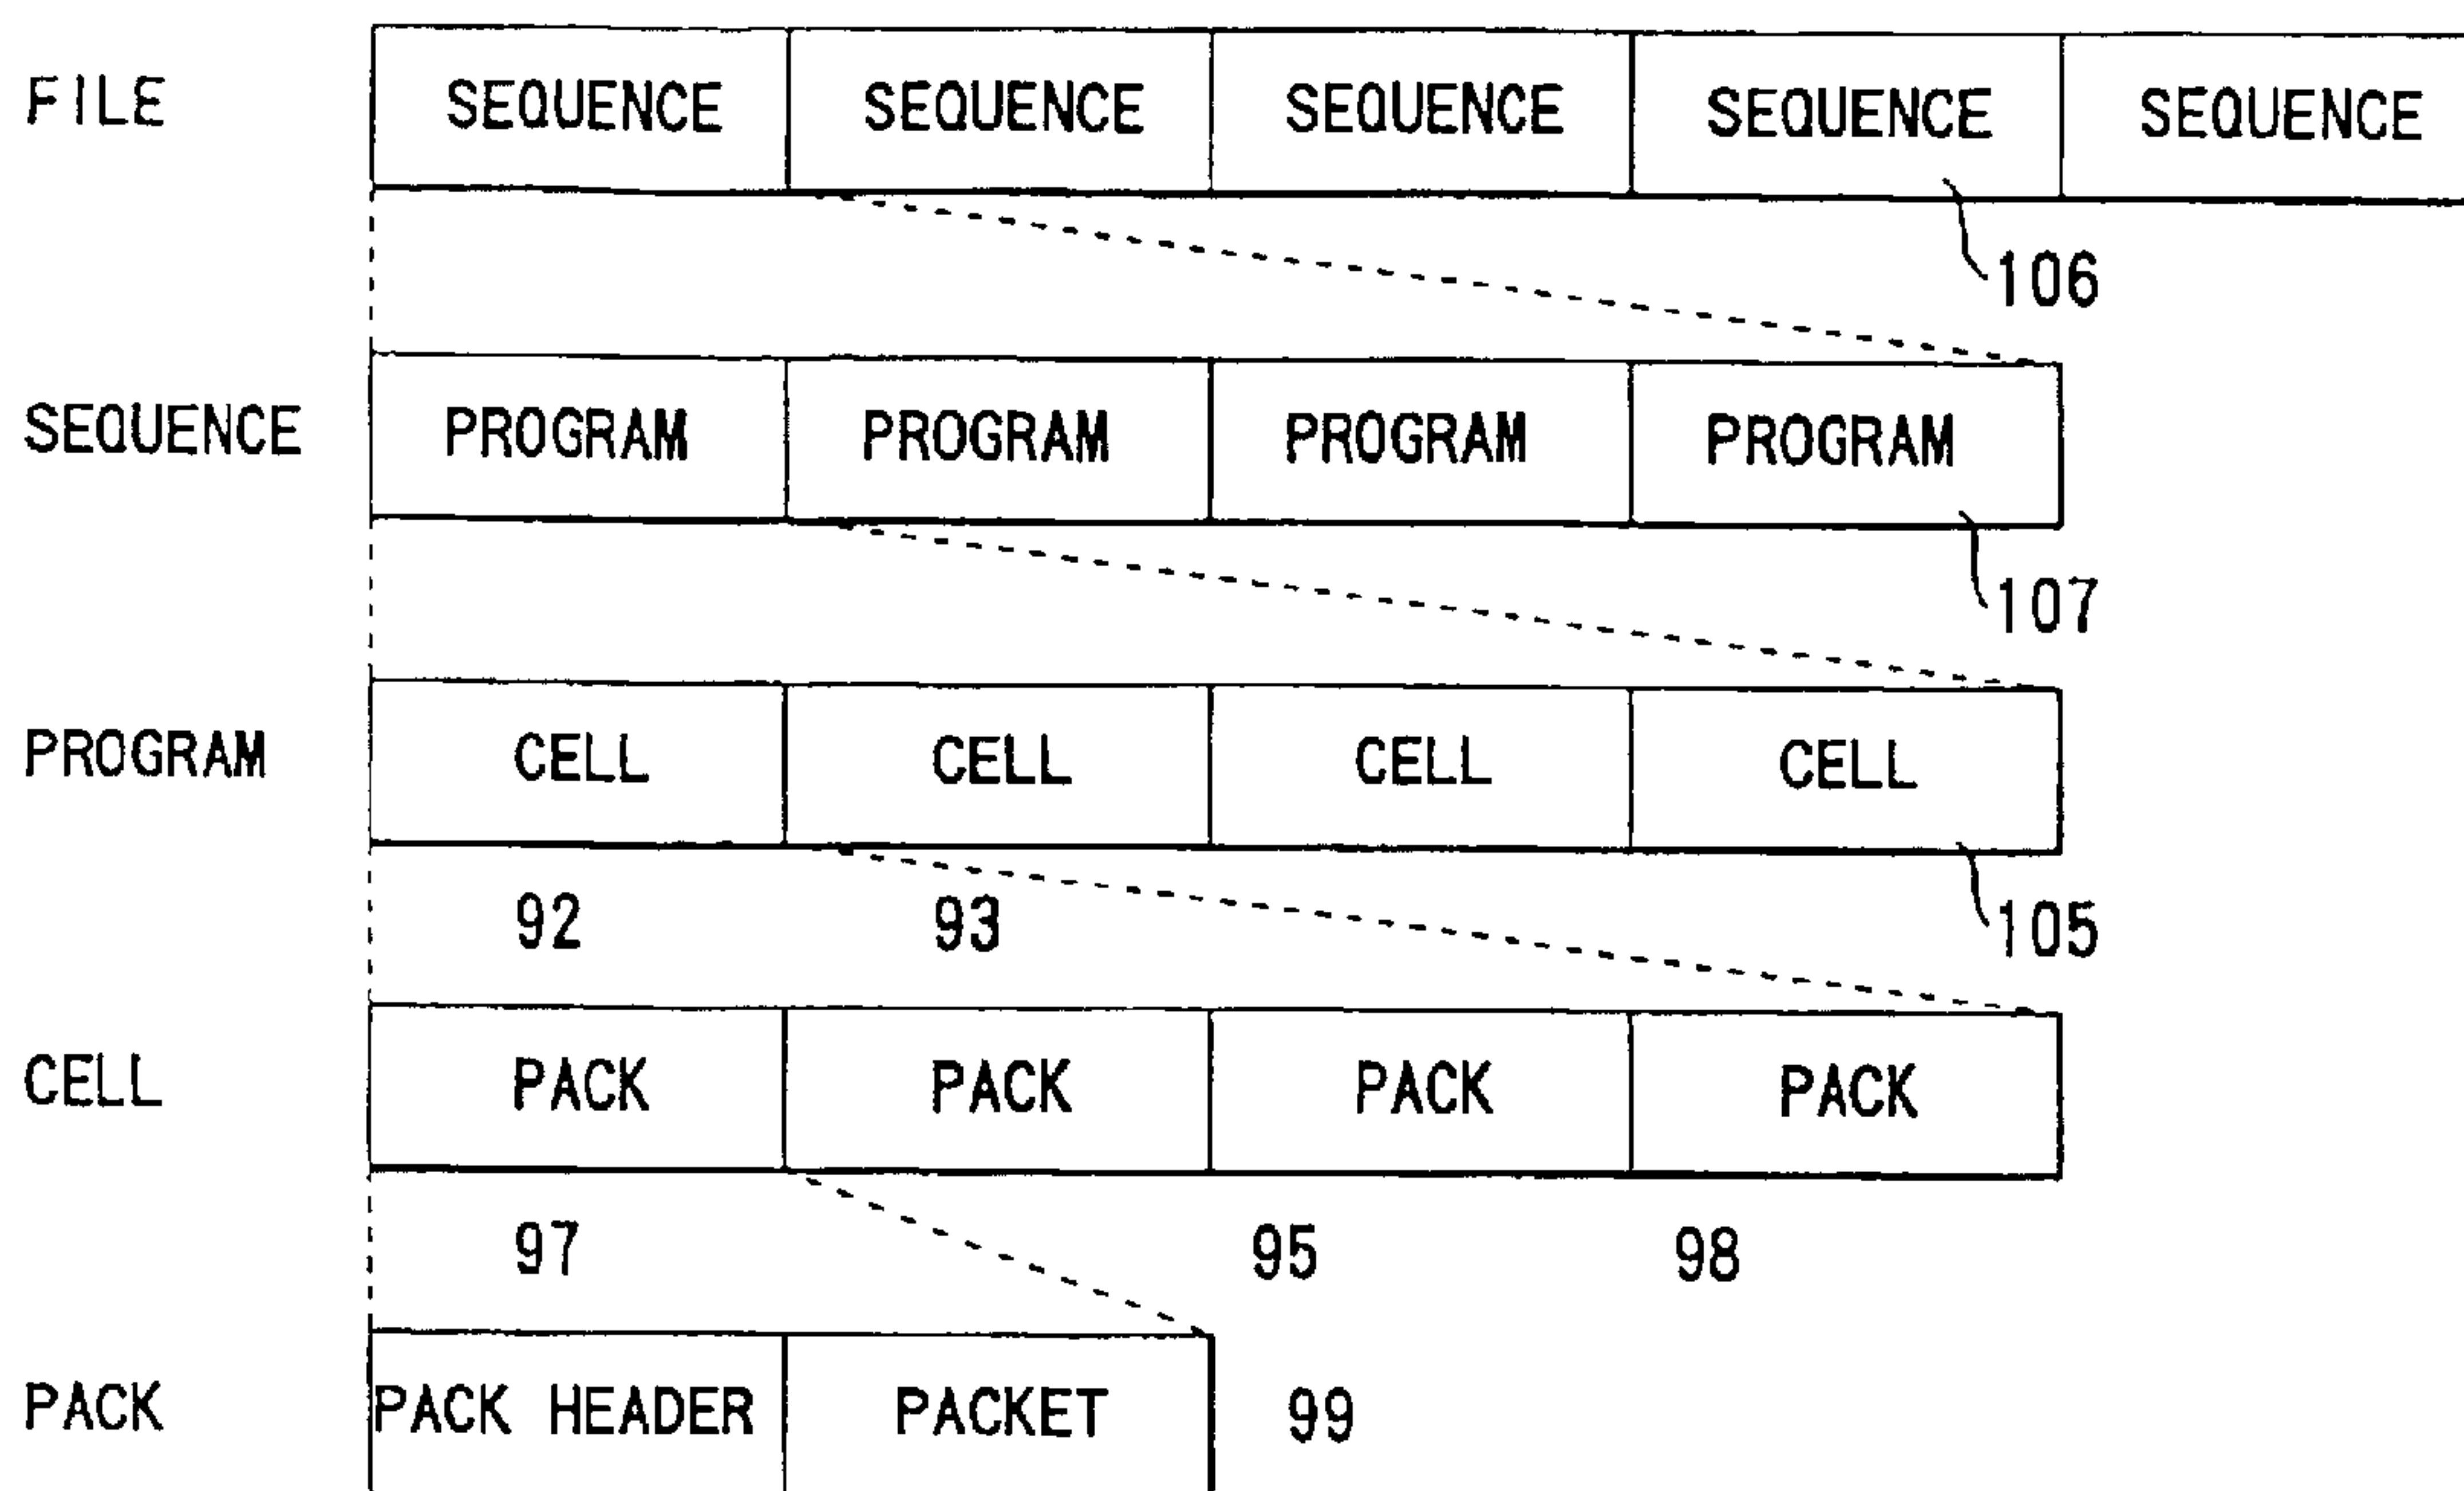 FILE SEQUENCE SEQUENCE SEQUENCE SEQUENCE SEQUENCE
106
SEQUENCE PROGRAM PROGRAM PROGRAM PROGRAM
107
PROGRAM CELL CELL CELL CELL
92 93 105
CELL PACK PACK PACK PACK
97 95 98
PACK PACK HEADER PACKET 99